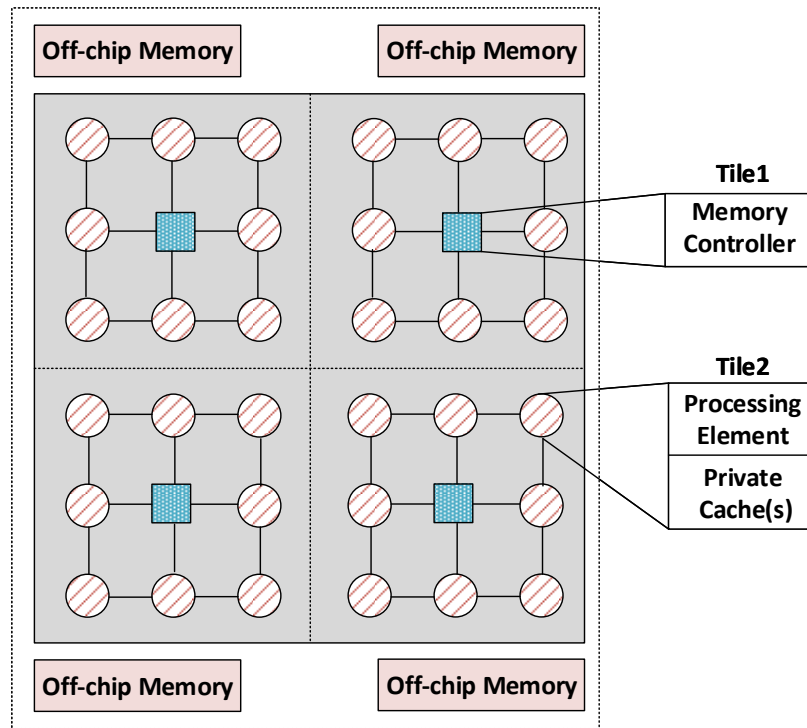 Off-chip Memory
Off-chip Memory
Tile1
Memory
Controller
Tile2
Processing
Element
Private
Cache(s)
Off-chip Memory
Off-chip Memory